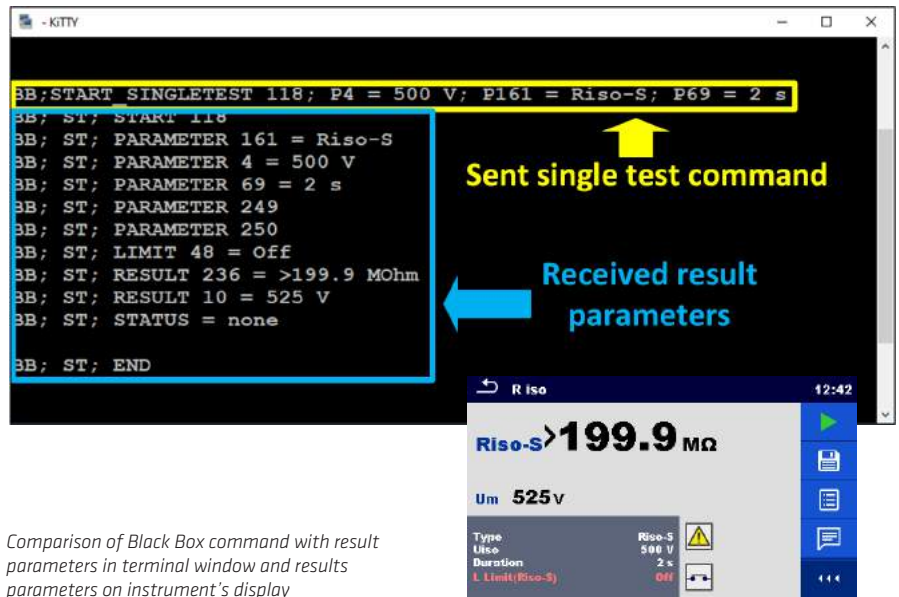 - KiTTY
BB;START_SINGLETEST 118; P4 = 500 V; P161 = Riso-S; P69 = 2 s
BB; ST; START 118
BB; ST; PARAMETER 161 = Riso-S
BB; ST; PARAMETER 4 = 500 V
BB; ST; PARAMETER 69 = 2 s
BB; ST; PARAMETER 249
BB; ST; PARAMETER 250
BB; ST; LIMIT 48 = Off
BB; ST; RESULT 236 = >199.9 MOhm
BB; ST; RESULT 10 = 525 V
BB; ST; STATUS = none
BB; ST; END
Sent single test command
Received result
parameters
R iso 12:42
Riso-S >199.9 MΩ
Um 525 V
Type Riso-S
Uiso 500 V
Duration 2 s
L Limit(Riso-S) Off
Comparison of Black Box command with result
parameters in terminal window and results
parameters on instrument's display